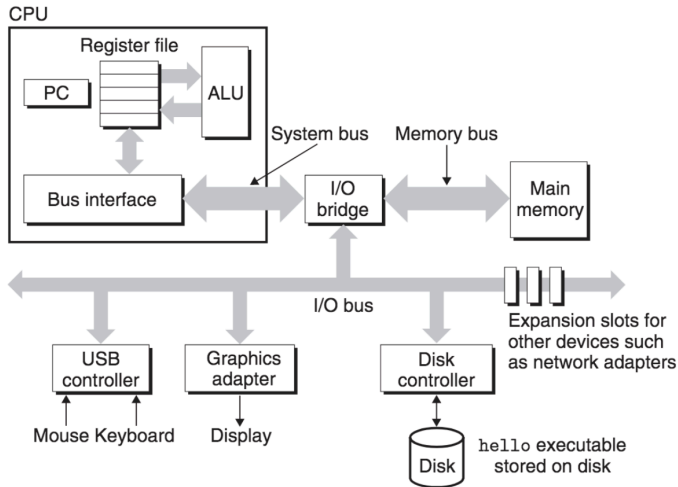 CPU
Register file
PC
ALU
System bus
Memory bus
Bus interface
I/O
bridge
Main
memory
I/O bus
Expansion slots for
other devices such
as network adapters
USB
controller
Graphics
adapter
Disk
controller
Mouse Keyboard
Display
Disk
hello executable
stored on disk